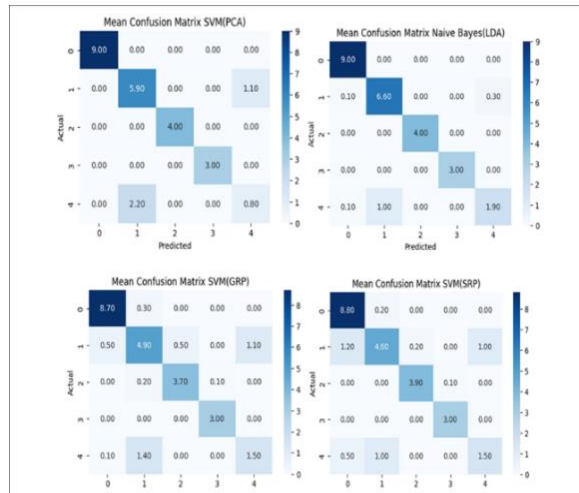 Mean Confusion Matrix SVM(PCA)
0 9.00 0.00 0.00 0.00 0.00
1 0.00 5.90 0.00 0.00 1.10
2 0.00 0.00 4.00 0.00 0.00
3 0.00 0.00 0.00 3.00 0.00
4 0.00 2.20 0.00 0.00 0.80
0 1 2 3 4
Predicted
Actual
9
8
7
6
5
4
3
2
1
0
Mean Confusion Matrix Naive Bayes(LDA)
0 9.00 0.00 0.00 0.00 0.00
1 0.10 6.60 0.00 0.00 0.30
2 0.00 0.00 4.00 0.00 0.00
3 0.00 0.00 0.00 3.00 0.00
4 0.10 1.00 0.00 0.00 1.90
0 1 2 3 4
Predicted
Actual
9
8
7
6
5
4
3
2
1
0
Mean Confusion Matrix SVM(GRP)
0 8.70 0.30 0.00 0.00 0.00
1 0.50 4.90 0.50 0.00 1.10
2 0.00 0.20 3.70 0.10 0.00
3 0.00 0.00 0.00 3.00 0.00
4 0.10 1.40 0.00 0.00 1.50
0 1 2 3 4
Actual
8
7
6
5
4
3
2
1
0
Mean Confusion Matrix SVM(SRP)
0 8.80 0.20 0.00 0.00 0.00
1 1.20 4.60 0.20 0.00 1.00
2 0.00 0.00 3.90 0.10 0.00
3 0.00 0.00 0.00 3.00 0.00
4 0.50 1.00 0.00 0.00 1.50
0 1 2 3 4
Actual
8
7
6
5
4
3
2
1
0